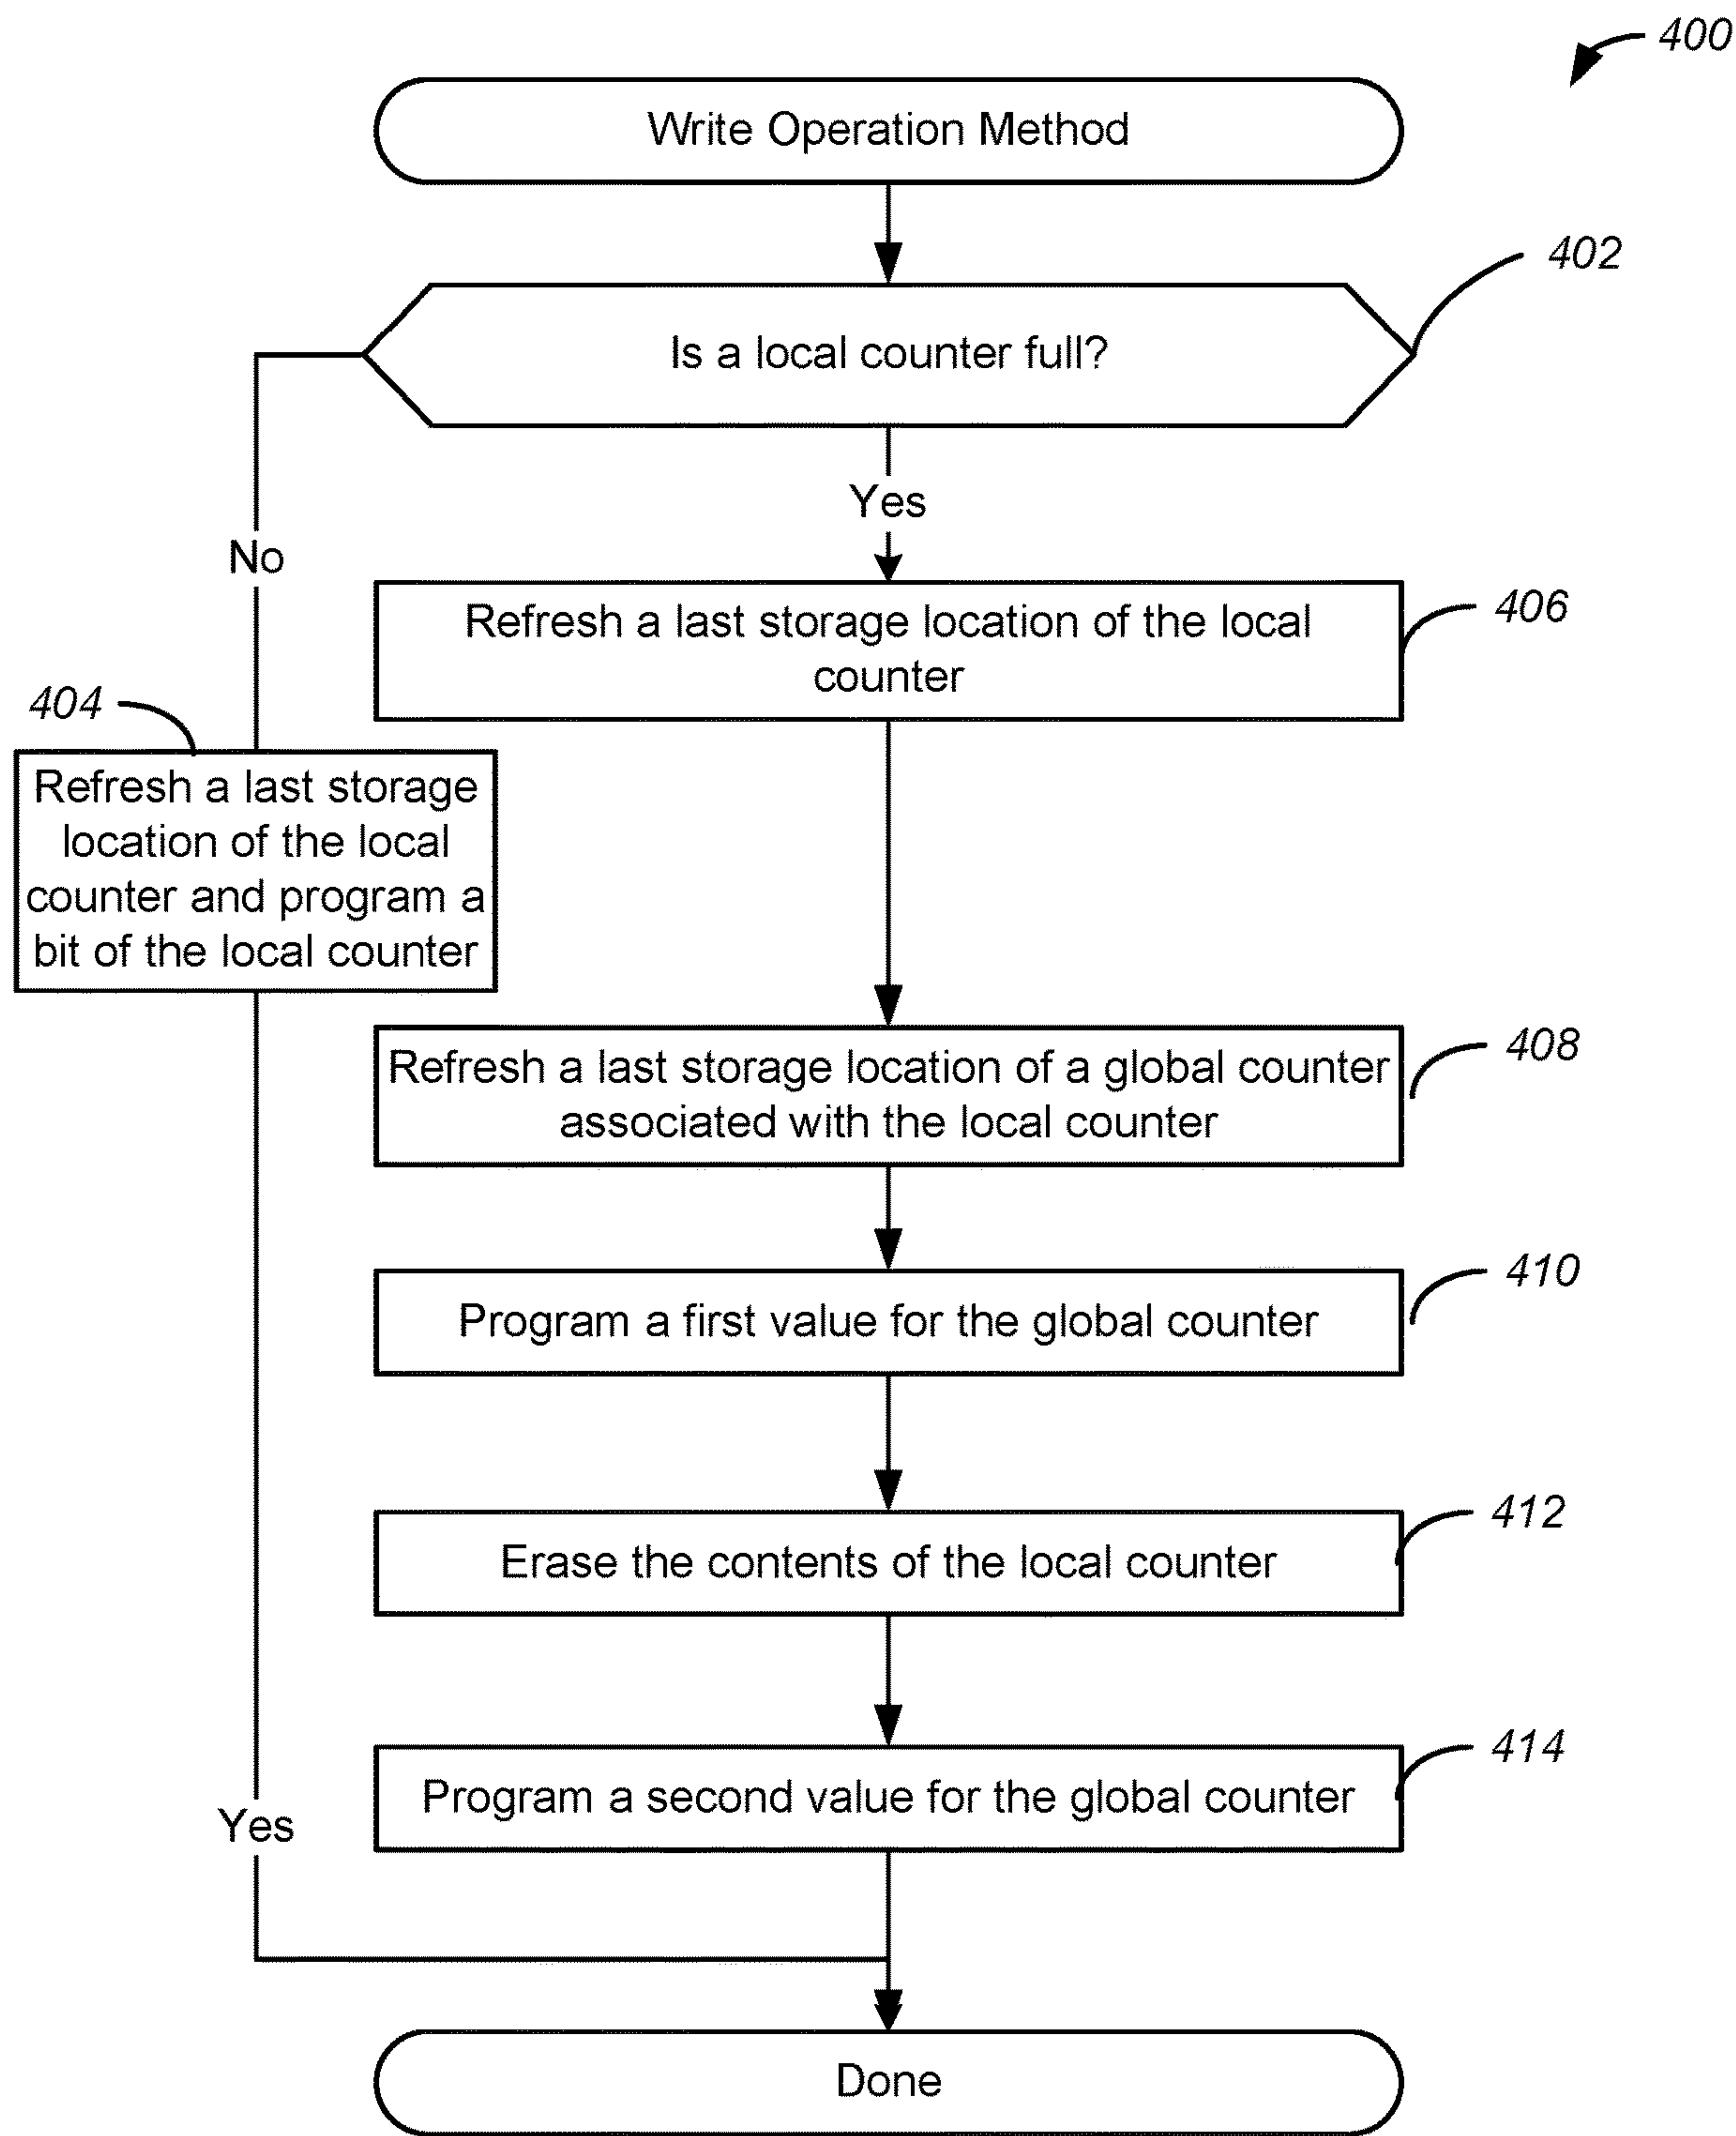 400
Write Operation Method
402
Is a local counter full?
Yes
No
406
Refresh a last storage location of the local
counter
404
Refresh a last storage
location of the local
counter and program a
bit of the local counter
408
Refresh a last storage location of a global counter
associated with the local counter
410
Program a first value for the global counter
412
Erase the contents of the local counter
414
Program a second value for the global counter
Yes
Done